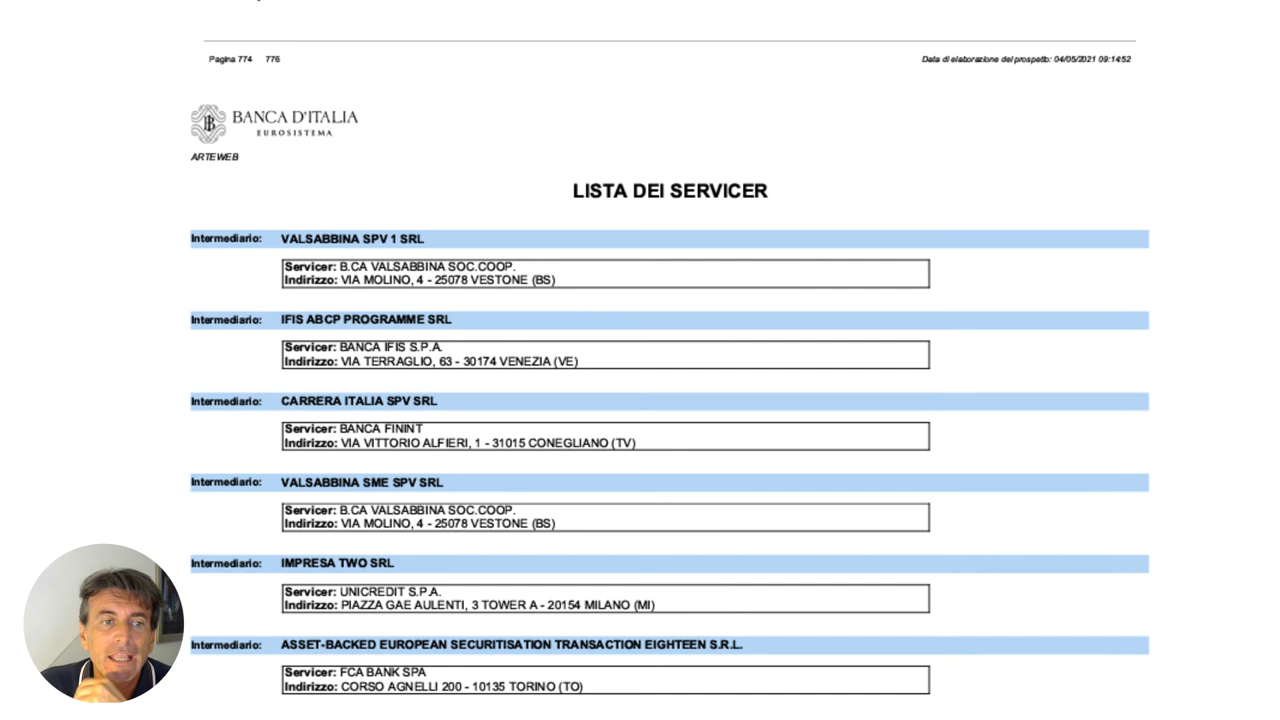 Pagina 774 776
Data di elaborazione del prospetto: 04/05/2021 09:14:52
BANCA D'ITALIA
EUROSISTEMA
ARTEWEB
LISTA DEI SERVICER
Intermediario: VALSABBINA SPV 1 SRL
Servicer: B.CA VALSABBINA SOC.COOP.
Indirizzo: VIA MOLINO, 4 - 25078 VESTONE (BS)
Intermediario: IFIS ABCP PROGRAMME SRL
Servicer: BANCA IFIS S.P.A.
Indirizzo: VIA TERRAGLIO, 63 - 30174 VENEZIA (VE)
Intermediario: CARRERA ITALIA SPV SRL
Servicer: BANCA FININT
Indirizzo: VIA VITTORIO ALFIERI, 1 - 31015 CONEGLIANO (TV)
Intermediario: VALSABBINA SME SPV SRL
Servicer: B.CA VALSABBINA SOC.COOP.
Indirizzo: VIA MOLINO, 4 - 25078 VESTONE (BS)
Intermediario: IMPRESA TWO SRL
Servicer: UNICREDIT S.P.A.
Indirizzo: PIAZZA GAE AULENTI, 3 TOWER A - 20154 MILANO (MI)
Intermediario: ASSET-BACKED EUROPEAN SECURITISATION TRANSACTION EIGHTEEN S.R.L.
Servicer: FCA BANK SPA
Indirizzo: CORSO AGNELLI 200 - 10135 TORINO (TO)